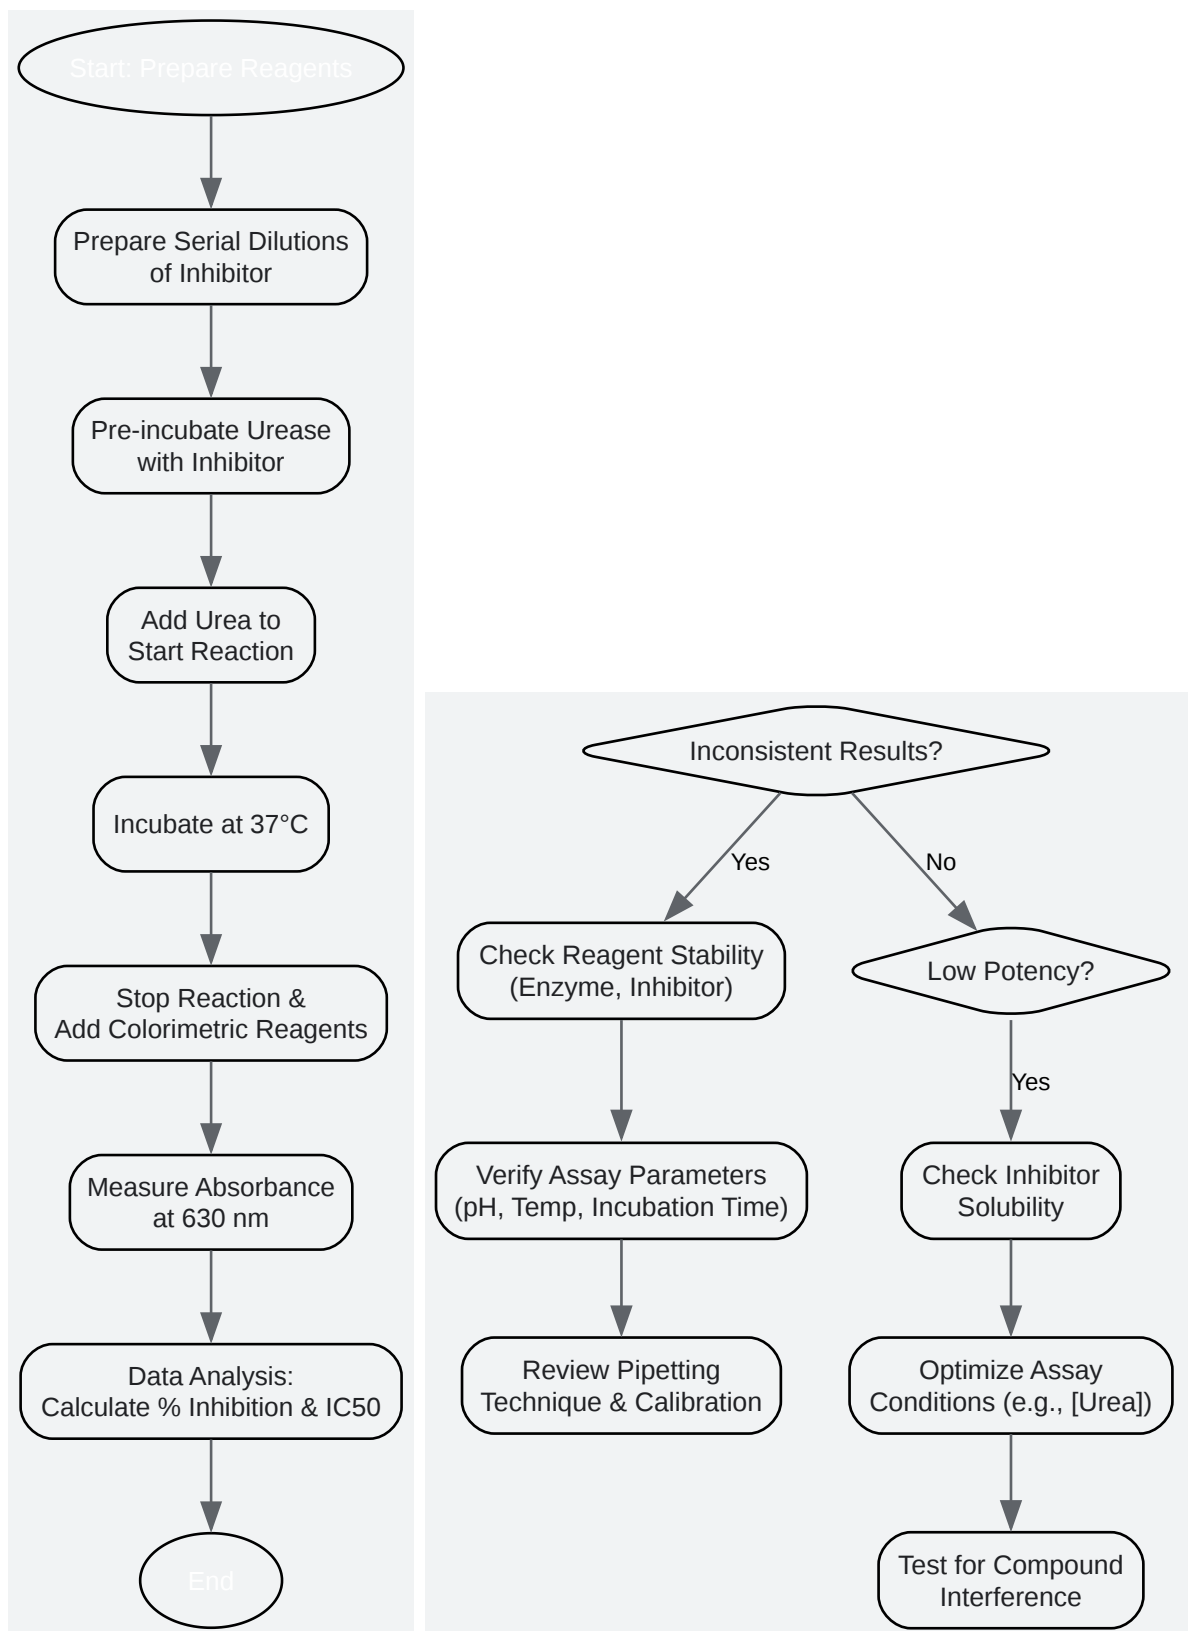 Start: Prepare Reagents
Prepare Serial Dilutions
of Inhibitor
Pre-incubate Urease
with Inhibitor
Add Urea to
Start Reaction
Incubate at 37°C
Stop Reaction &
Add Colorimetric Reagents
Measure Absorbance
at 630 nm
Data Analysis:
Calculate % Inhibition & IC50
End
Inconsistent Results?
Yes
No
Check Reagent Stability
(Enzyme, Inhibitor)
Low Potency?
Yes
Verify Assay Parameters
(pH, Temp, Incubation Time)
Check Inhibitor
Solubility
Review Pipetting
Technique & Calibration
Optimize Assay
Conditions (e.g., [Urea])
Test for Compound
Interference